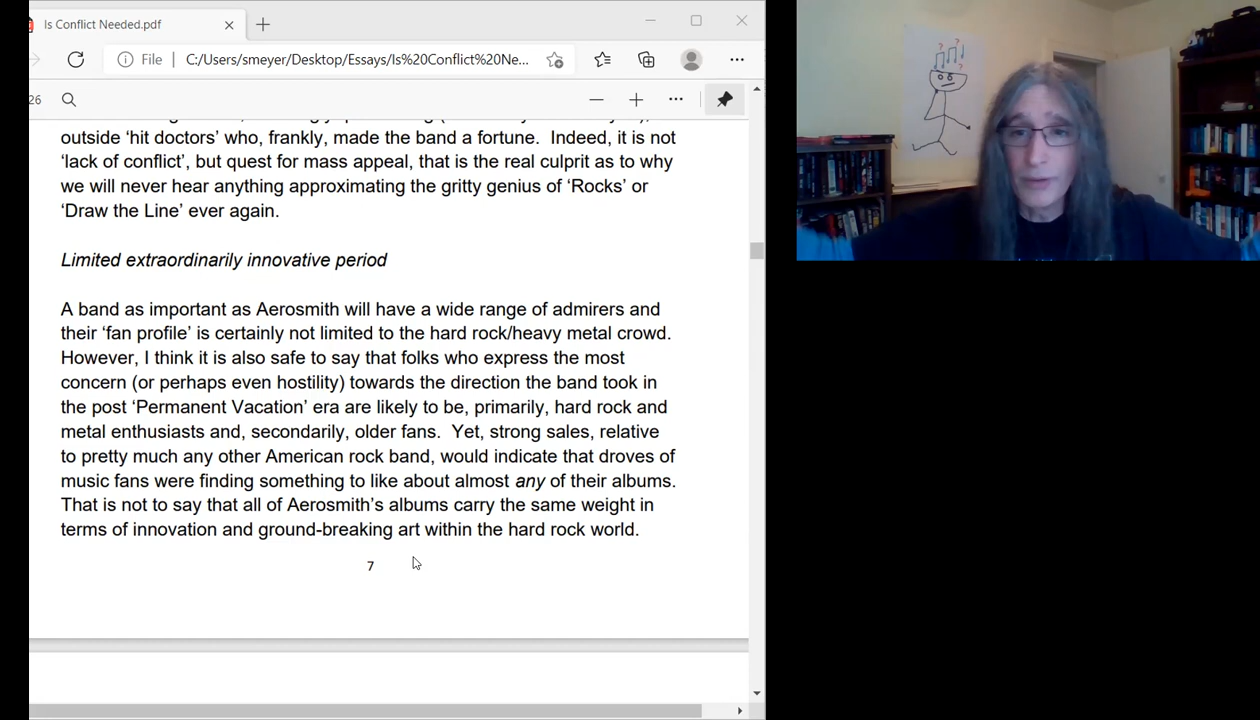 Is Conflict Needed.pdf
File
C:/Users/smeyer/Desktop/Essays/Is%20Conflict%20Ne...
26
outside ‘hit doctors’ who, frankly, made the band a fortune. Indeed, it is not
‘lack of conflict’, but quest for mass appeal, that is the real culprit as to why
we will never hear anything approximating the gritty genius of ‘Rocks’ or
‘Draw the Line’ ever again.
Limited extraordinarily innovative period
A band as important as Aerosmith will have a wide range of admirers and
their ‘fan profile’ is certainly not limited to the hard rock/heavy metal crowd.
However, I think it is also safe to say that folks who express the most
concern (or perhaps even hostility) towards the direction the band took in
the post ‘Permanent Vacation’ era are likely to be, primarily, hard rock and
metal enthusiasts and, secondarily, older fans. Yet, strong sales, relative
to pretty much any other American rock band, would indicate that droves of
music fans were finding something to like about almost any of their albums.
That is not to say that all of Aerosmith’s albums carry the same weight in
terms of innovation and ground-breaking art within the hard rock world.
7
? ?
?